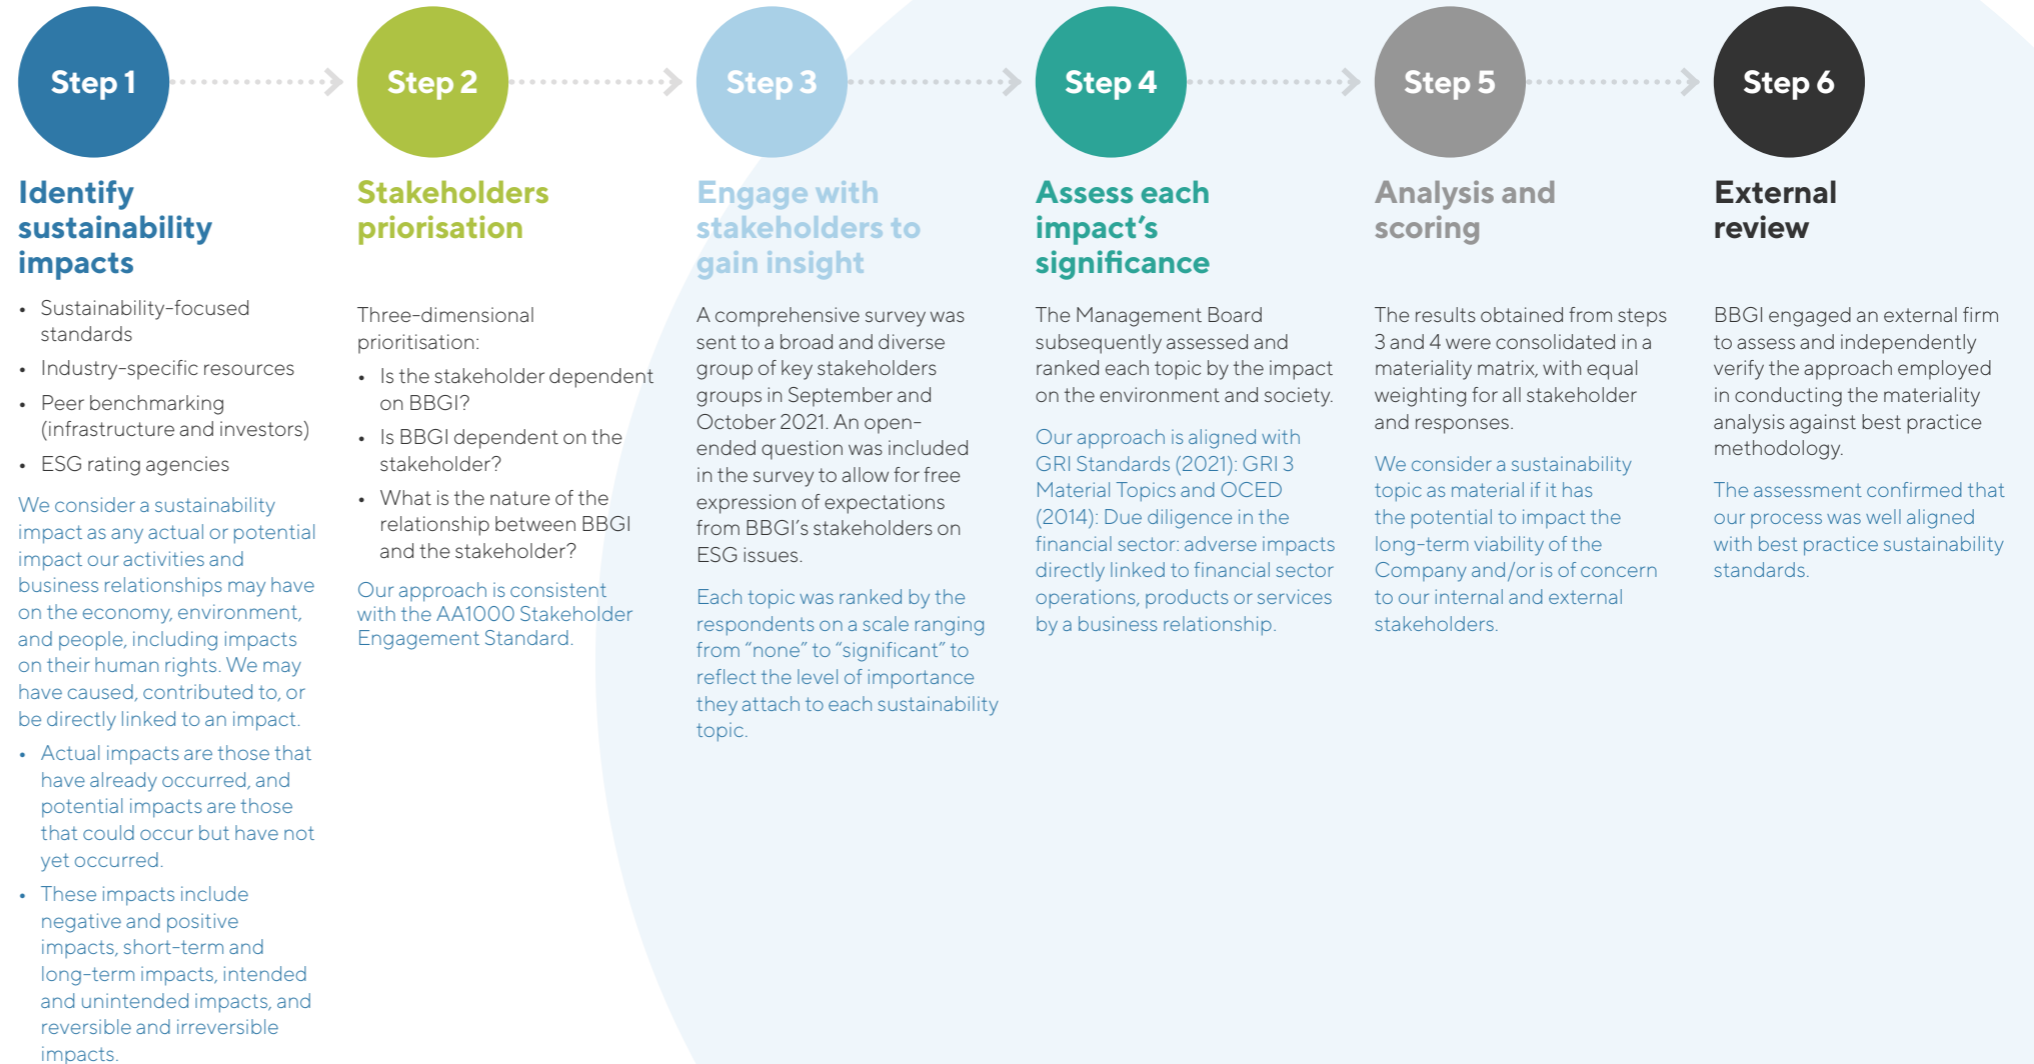 Step 1
Step 2
Step 3
Step 4
Step 5
Step 6
Identify
sustainability
impacts
• Sustainability-focused
standards
• Industry-specific resources
• Peer benchmarking
(infrastructure and investors)
• ESG rating agencies
We consider a sustainability
impact as any actual or potential
impact our activities and
business relationships may have
on the economy, environment,
and people, including impacts
on their human rights. We may
have caused, contributed to, or
be directly linked to an impact.
• Actual impacts are those that
have already occurred, and
potential impacts are those
that could occur but have not
yet occurred.
• These impacts include
negative and positive
impacts, short-term and
long-term impacts, intended
and unintended impacts, and
reversible and irreversible
impacts.
Stakeholders
priorisation
Three-dimensional
prioritisation:
• Is the stakeholder dependent
on BBGI?
• Is BBGI dependent on the
stakeholder?
• What is the nature of the
relationship between BBGI
and the stakeholder?
Our approach is consistent
with the AA1000 Stakeholder
Engagement Standard.
Engage with
stakeholders to
gain insight
A comprehensive survey was
sent to a broad and diverse
group of key stakeholders
groups in September and
October 2021. An open-
ended question was included
in the survey to allow for free
expression of expectations
from BBGI's stakeholders on
ESG issues.
Each topic was ranked by the
respondents on a scale ranging
from "none" to "significant" to
reflect the level of importance
they attach to each sustainability
topic.
Assess each
impact's
significance
The Management Board
subsequently assessed and
ranked each topic by the impact
on the environment and society.
Our approach is aligned with
GRI Standards (2021): GRI 3
Material Topics and OCED
(2014): Due diligence in the
financial sector: adverse impacts
directly linked to financial sector
operations, products or services
by a business relationship.
Analysis and
scoring
The results obtained from steps
3 and 4 were consolidated in a
materiality matrix, with equal
weighting for all stakeholder
and responses.
We consider a sustainability
topic as material if it has
the potential to impact the
long-term viability of the
Company and/or is of concern
to our internal and external
stakeholders.
External
review
BBGI engaged an external firm
to assess and independently
verify the approach employed
in conducting the materiality
analysis against best practice
methodology.
The assessment confirmed that
our process was well aligned
with best practice sustainability
standards.